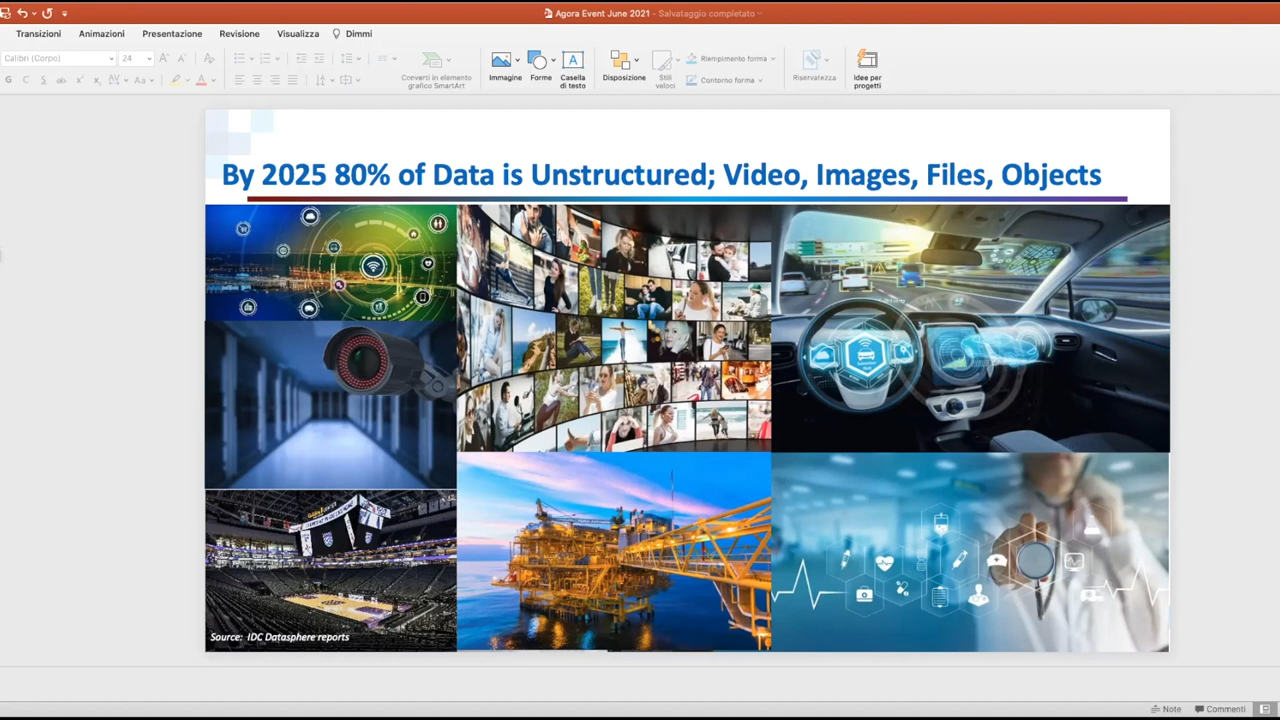 Agora Event June 2021 - Salvataggio completato
Transizioni Animazioni Presentazione Revisione Visualizza Dimmi
Calibri (Corpo) 24
Converti in elemento
grafico SmartArt
Immagine Forme Casella
di testo
Disposizione Stili
veloci
Riempimento forma
Contorno forma
Riservatezza Idee per
progetti
By 2025 80% of Data is Unstructured; Video, Images, Files, Objects
Source: IDC Datasphere reports
Note Commenti